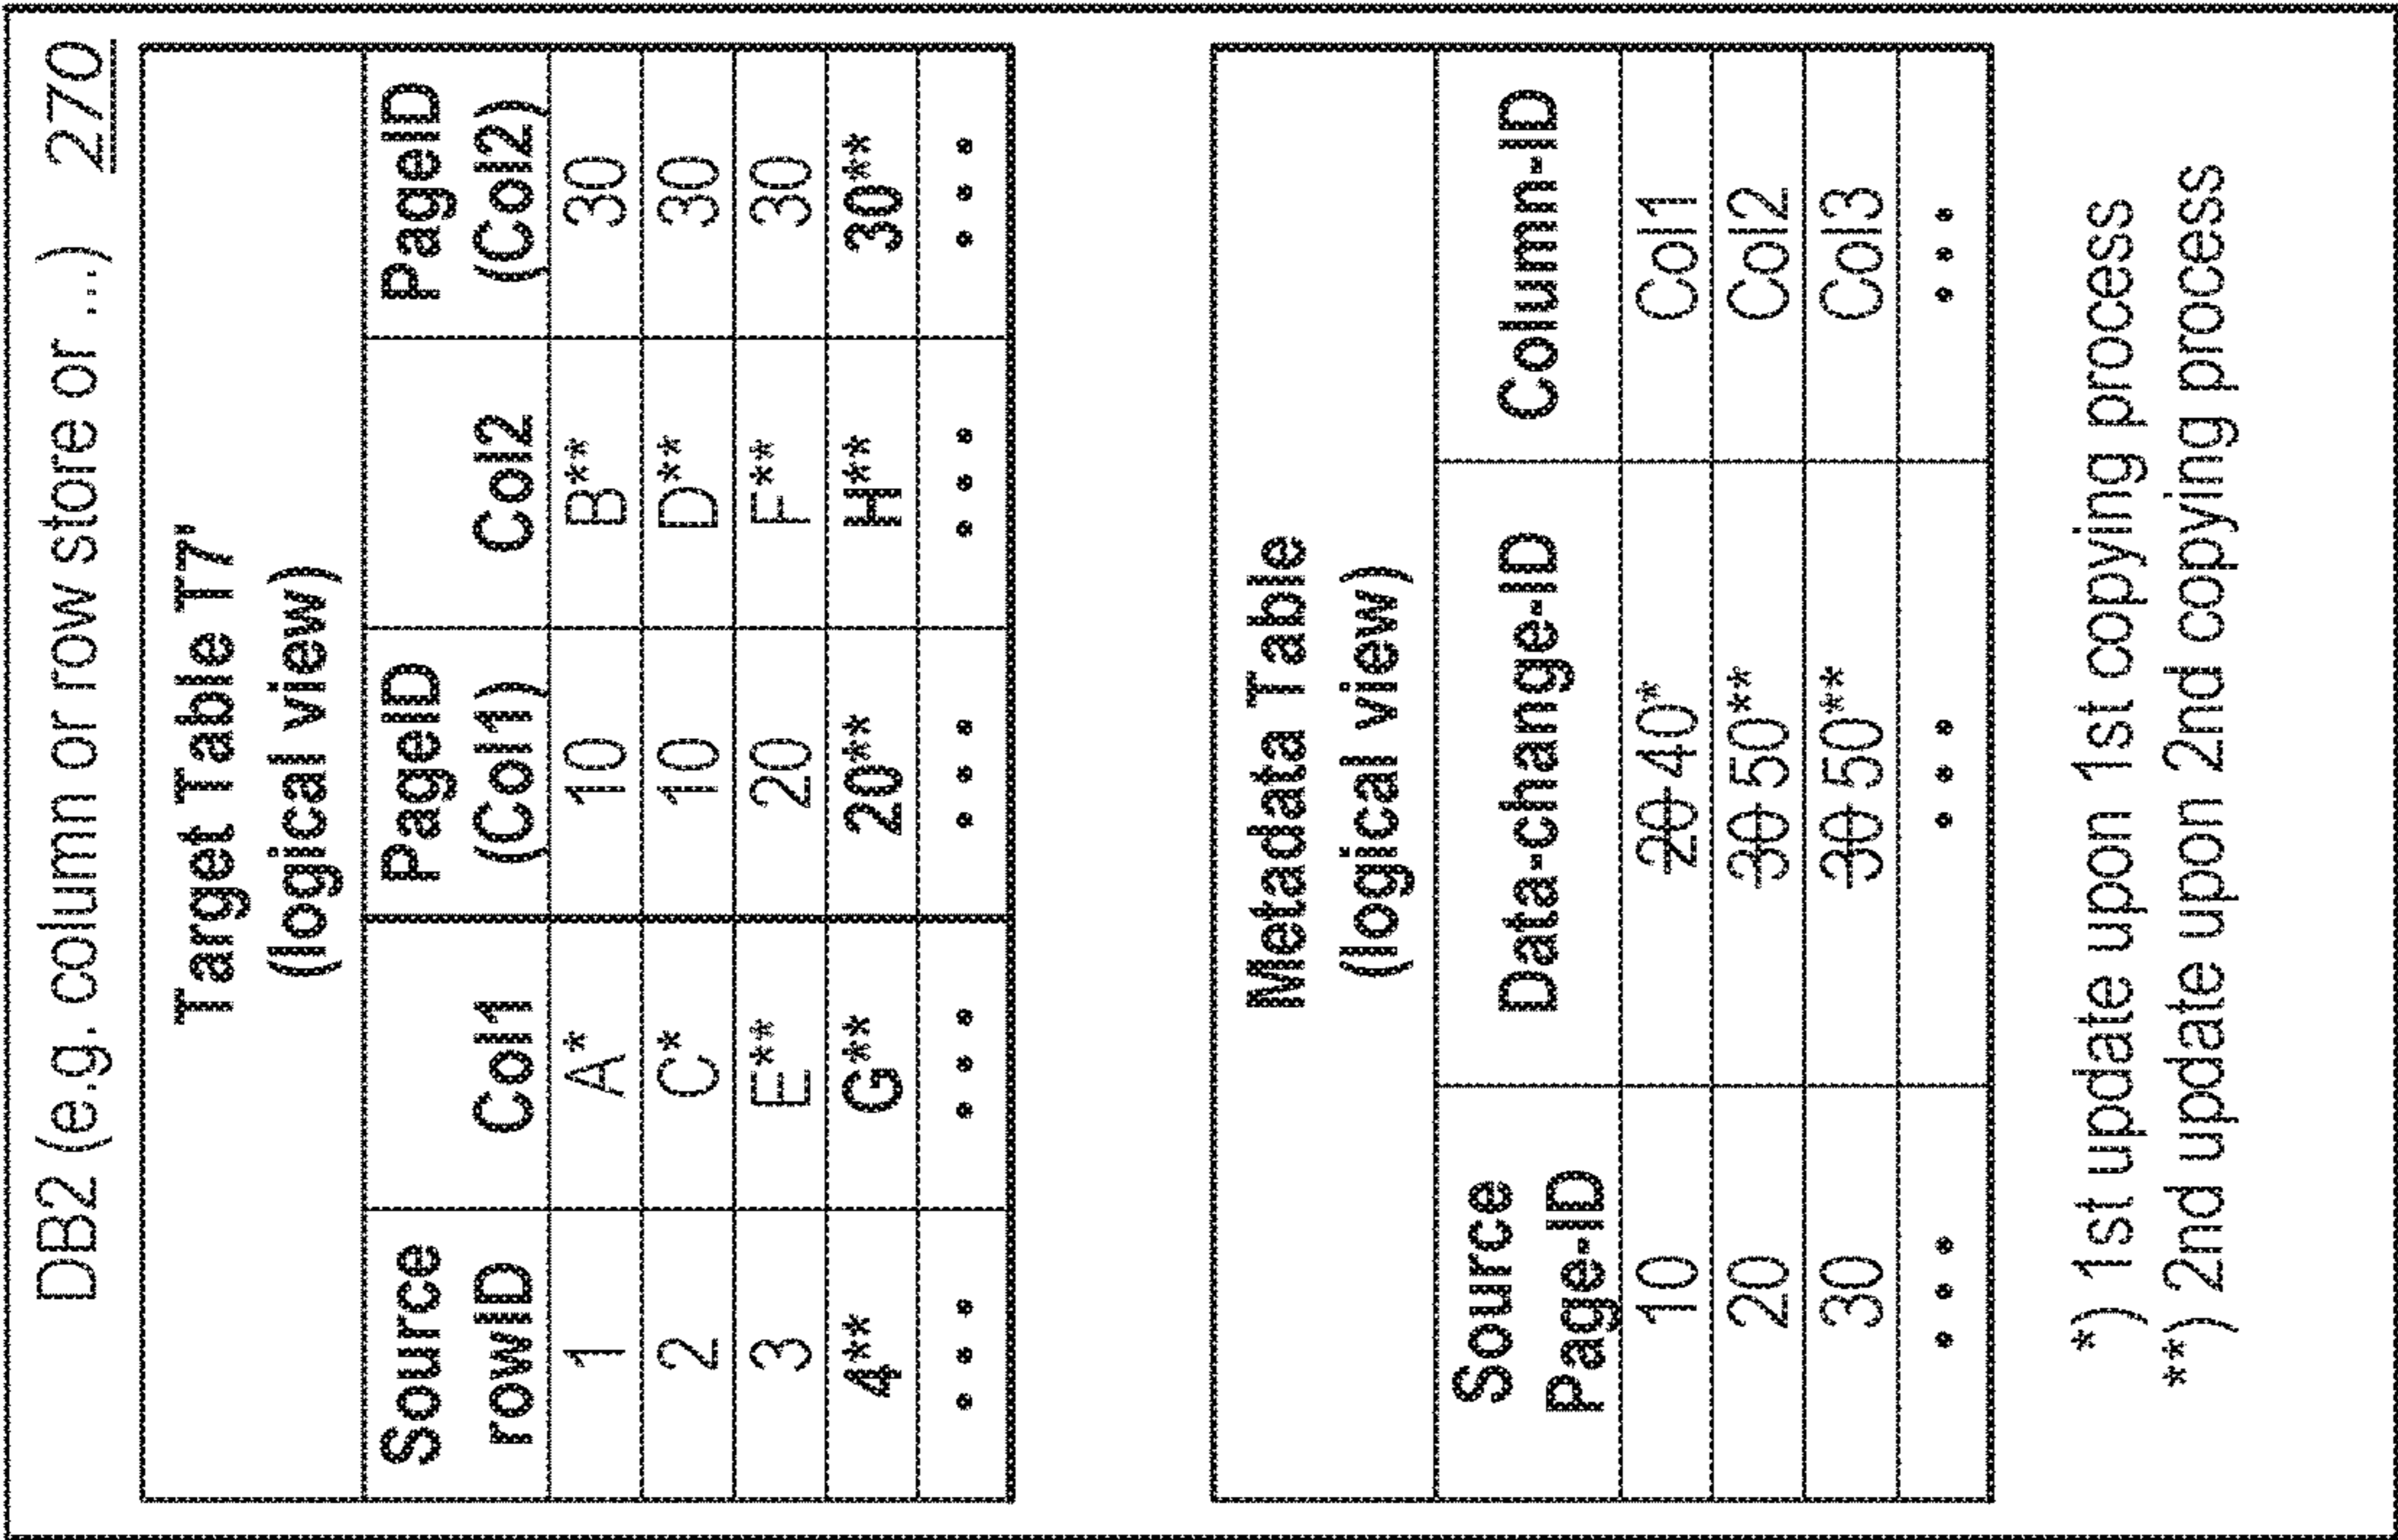 DB2 (e.g. column or row store or ...) 270
Target Table T7'
(logical view)
Source rowID Col1 PageID (Col1) Col2 PageID (Col2)
1 A* 10 B** 30
2 C* 10 D** 30
3 E** 20 F** 30
4** G** 20** H** 30**
... ... ... ... ...
Metadata Table
(logical view)
Source Page-ID Data-change-ID Column-ID
10 20 40* Col1
20 30 50** Col2
30 30 50** Col3
... ... ...
*) 1st update upon 1st copying process
**) 2nd update upon 2nd copying process